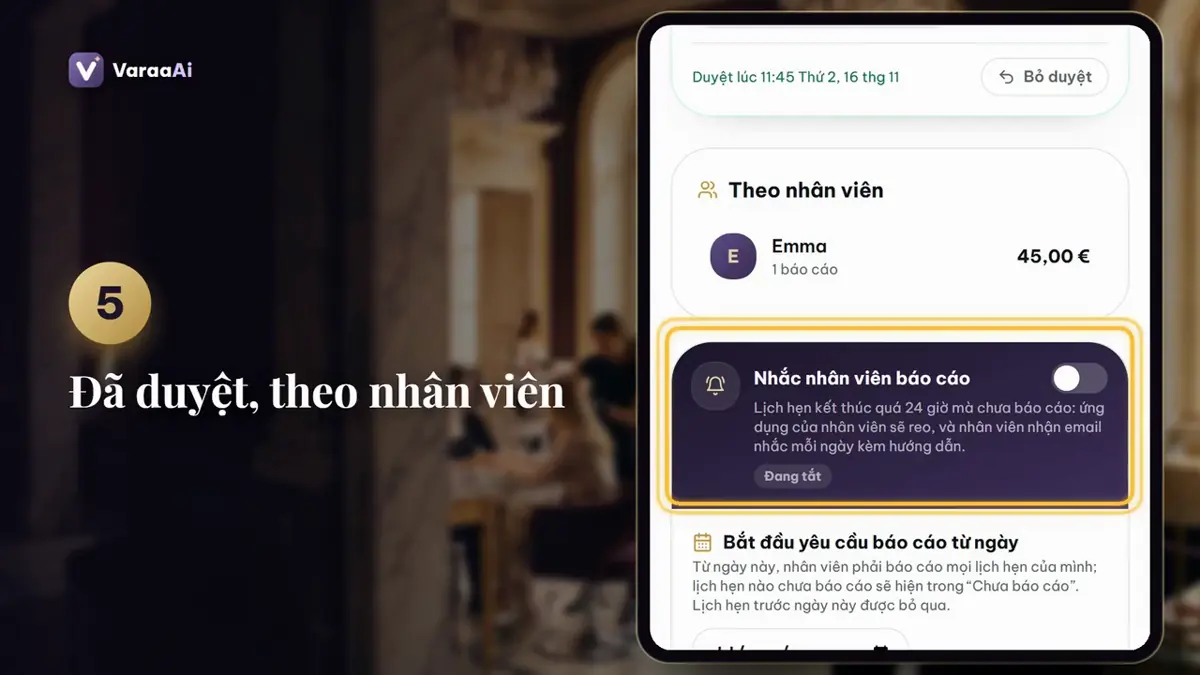 VaraaAi
5
Đã duyệt, theo nhân viên
Duyệt lúc 11:45 Thứ 2, 16 thg 11
Bỏ duyệt
Theo nhân viên
E
Emma
1 báo cáo
45,00 €
Nhắc nhân viên báo cáo
Lịch hẹn kết thúc quá 24 giờ mà chưa báo cáo: ứng
dụng của nhân viên sẽ reo, và nhân viên nhận email
nhắc mỗi ngày kèm hướng dẫn.
Đang tắt
Bắt đầu yêu cầu báo cáo từ ngày
Từ ngày này, nhân viên phải báo cáo mọi lịch hẹn của mình;
lịch hẹn nào chưa báo cáo sẽ hiện trong “Chưa báo cáo”.
Lịch hẹn trước ngày này được bỏ qua.